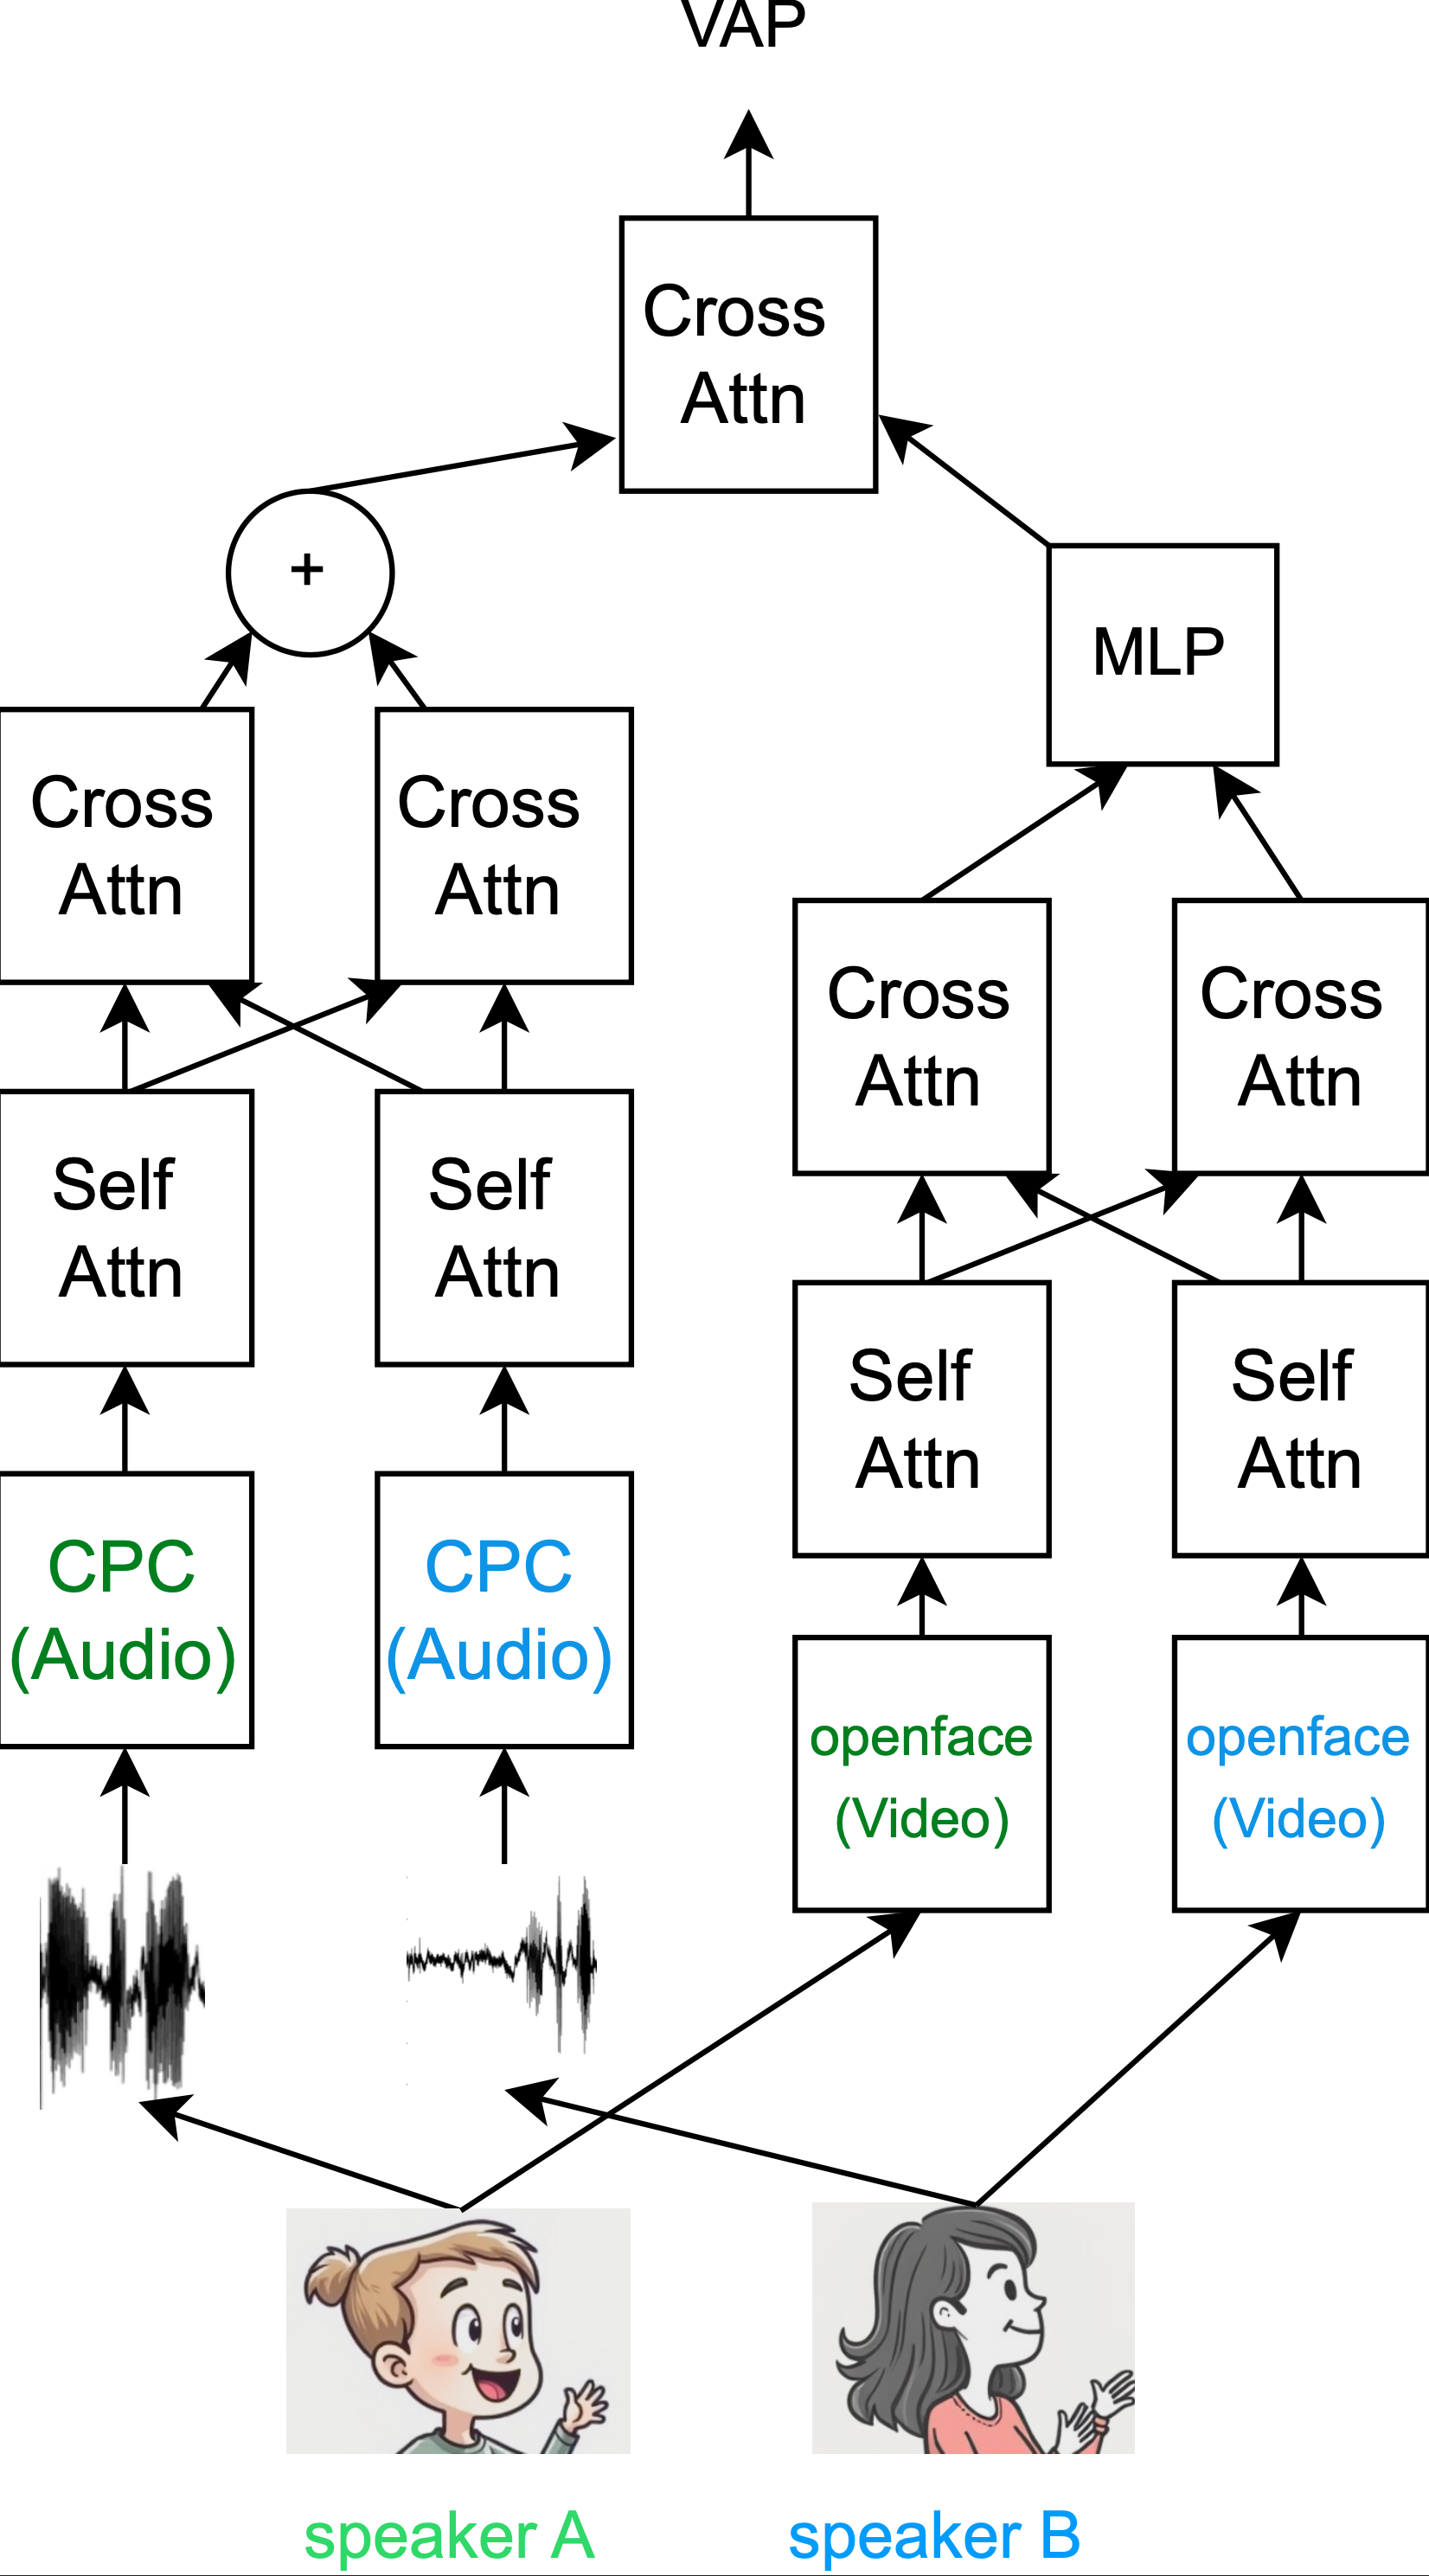 VAP
Cross
Attn
+
MLP
Cross
Attn
Cross
Attn
Cross
Attn
Cross
Attn
Self
Attn
Self
Attn
Self
Attn
Self
Attn
CPC
(Audio)
CPC
(Audio)
openface
(Video)
openface
(Video)
speaker A
speaker B